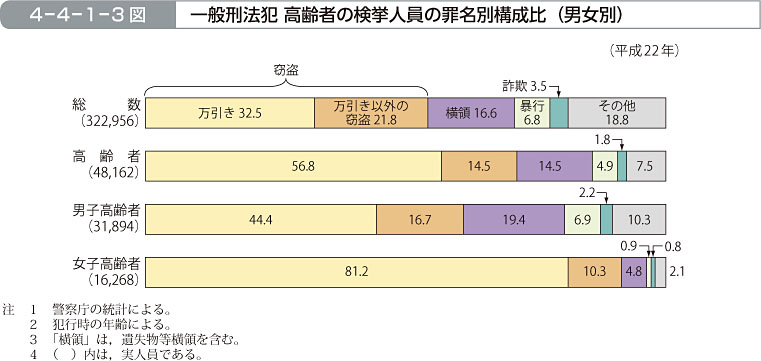 4-4-1-3図 一般刑法犯 高齢者の検挙人員の罪名別構成比（男女別）
（平成22年）
窃盗
詐欺 3.5
総数
(322,956)
万引き 32.5
万引き以外の
窃盗 21.8
横領 16.6
暴行
6.8
その他
18.8
1.8
高齢者
(48,162)
56.8 14.5 14.5 4.9 7.5
2.2
男子高齢者
(31,894)
44.4 16.7 19.4 6.9 10.3
0.9 0.8
女子高齢者
(16,268)
81.2 10.3 4.8 2.1
注 1 警察庁の統計による。
2 犯行時の年齢による。
3 「横領」は，遺失物等横領を含む。
4 （ ）内は，実人員である。